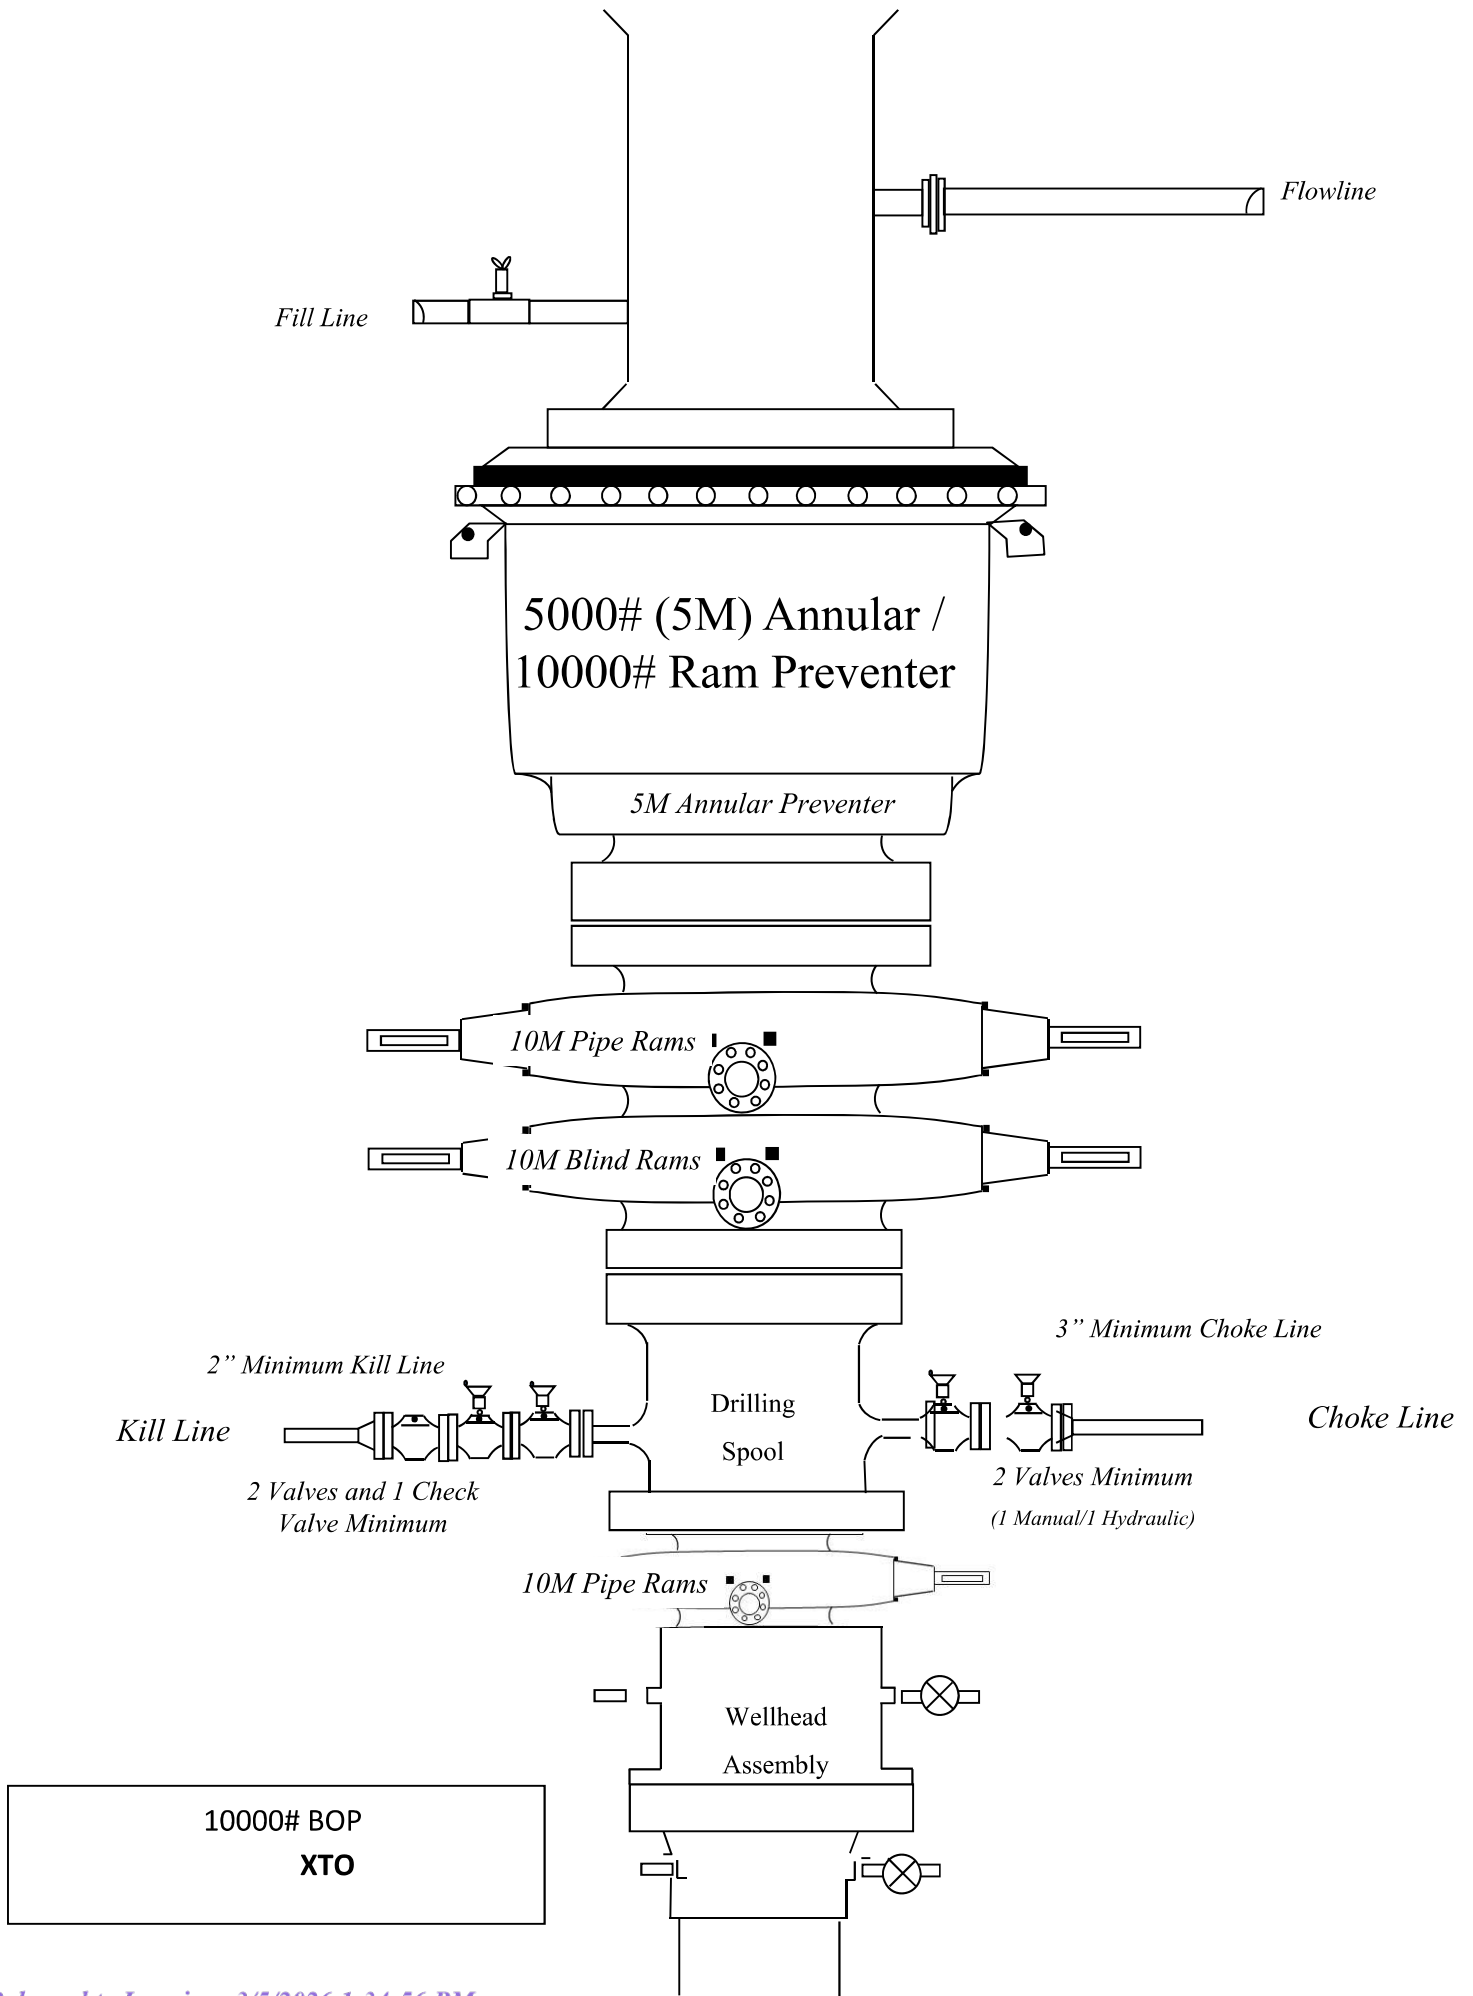 Flowline
Fill Line
5000# (5M) Annular /
10000# Ram Preventer
5M Annular Preventer
10M Pipe Rams
10M Blind Rams
3” Minimum Choke Line
2” Minimum Kill Line
Drilling
Spool
Kill Line
Choke Line
2 Valves and 1 Check
Valve Minimum
2 Valves Minimum
(1 Manual/1 Hydraulic)
10M Pipe Rams
Wellhead
Assembly
10000# BOP
XTO